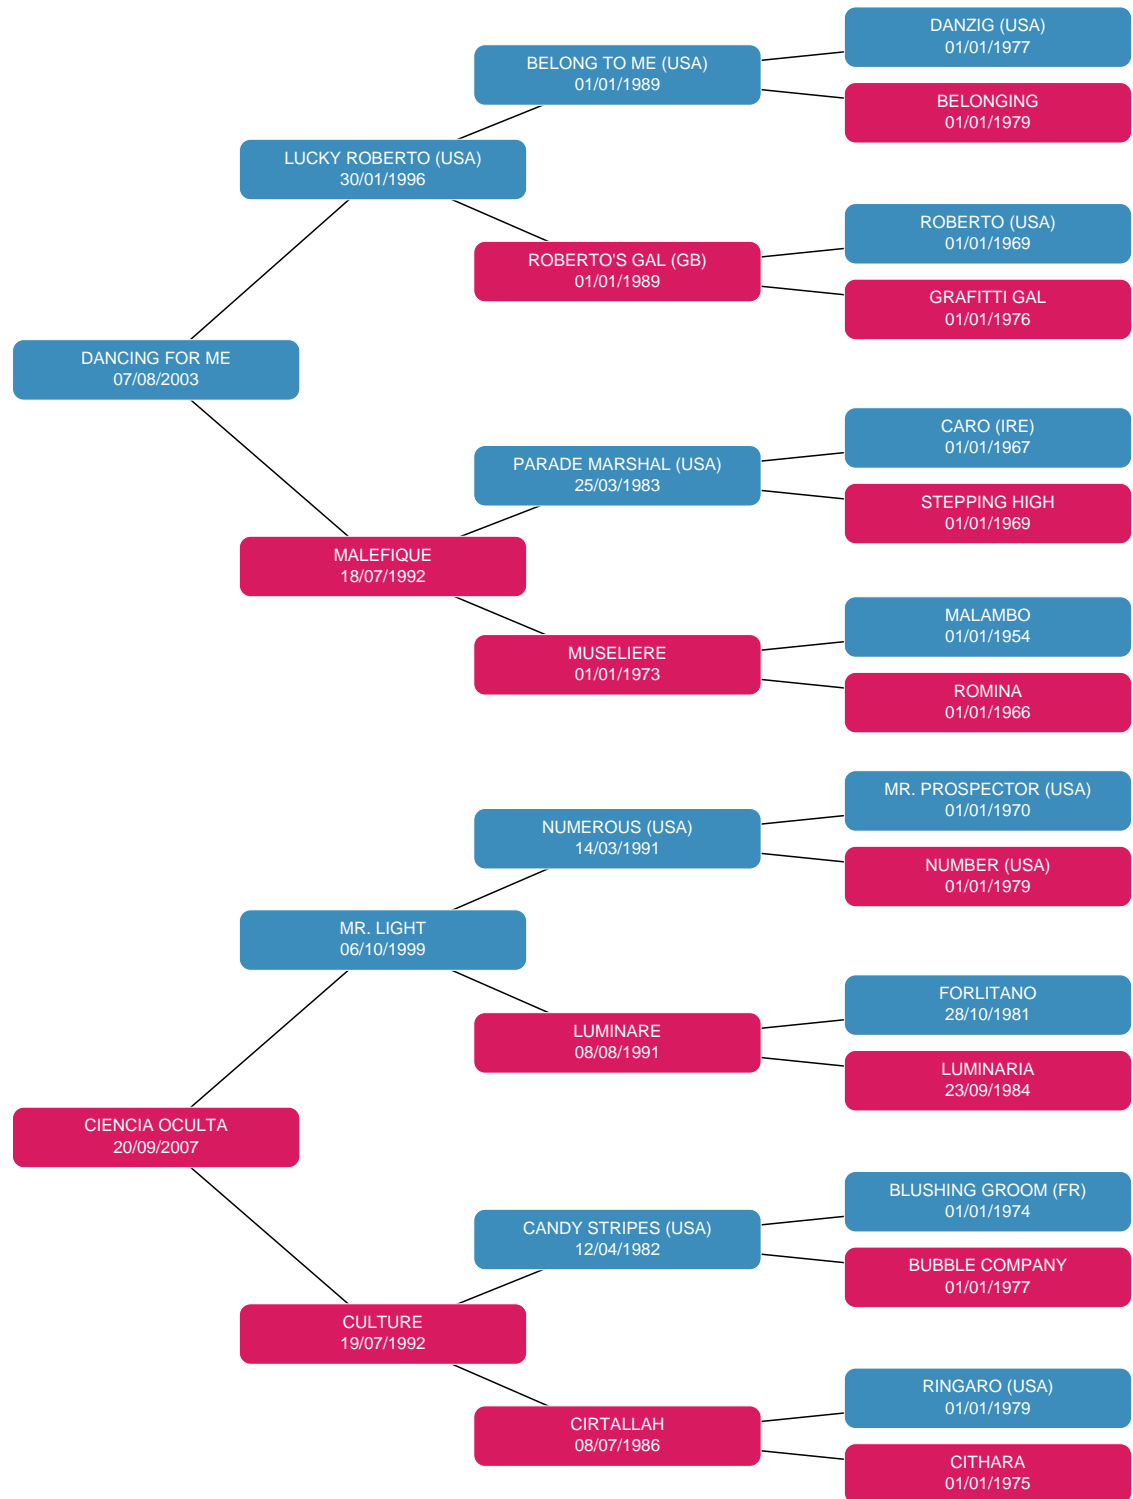 DANZIG (USA)
01/01/1977
BELONG TO ME (USA)
01/01/1989
BELONGING
01/01/1979
LUCKY ROBERTO (USA)
30/01/1996
ROBERTO (USA)
01/01/1969
ROBERTO'S GAL (GB)
01/01/1989
GRAFITTI GAL
01/01/1976
DANCING FOR ME
07/08/2003
CARO (IRE)
01/01/1967
PARADE MARSHAL (USA)
25/03/1983
STEPPING HIGH
01/01/1969
MALEFIQUE
18/07/1992
MALAMBO
01/01/1954
MUSELIERE
01/01/1973
ROMINA
01/01/1966
MR. PROSPECTOR (USA)
01/01/1970
NUMEROUS (USA)
14/03/1991
NUMBER (USA)
01/01/1979
MR. LIGHT
06/10/1999
FORLITANO
28/10/1981
LUMINARE
08/08/1991
LUMINARIA
23/09/1984
CIENCIA OCULTA
20/09/2007
BLUSHING GROOM (FR)
01/01/1974
CANDY STRIPES (USA)
12/04/1982
BUBBLE COMPANY
01/01/1977
CULTURE
19/07/1992
RINGARO (USA)
01/01/1979
CIRTALLAH
08/07/1986
CITHARA
01/01/1975